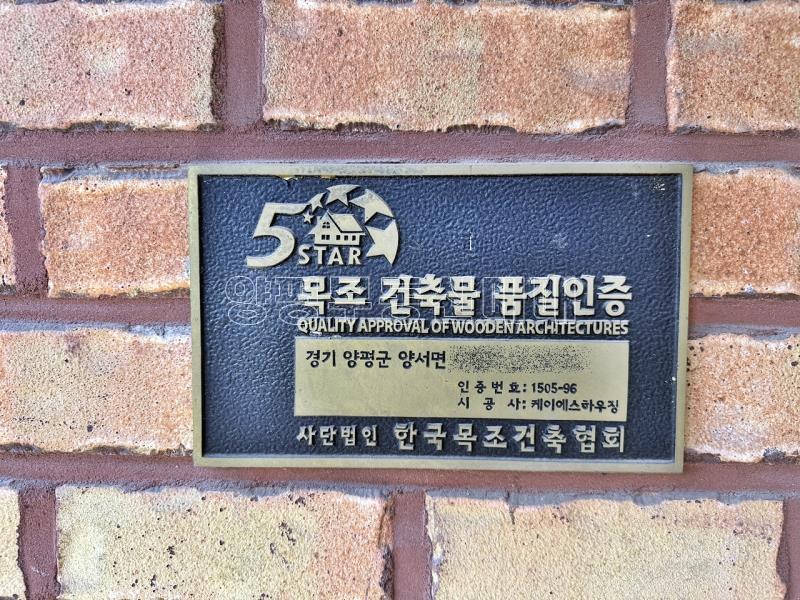 5 STAR
목조 건축물 품질인증
QUALITY APPROVAL OF WOODEN ARCHITECTURES
경기 양평군 양서면
인증번호: 1505-96
시 공 사: 케이에스하우징
사단법인 한국목조건축협회